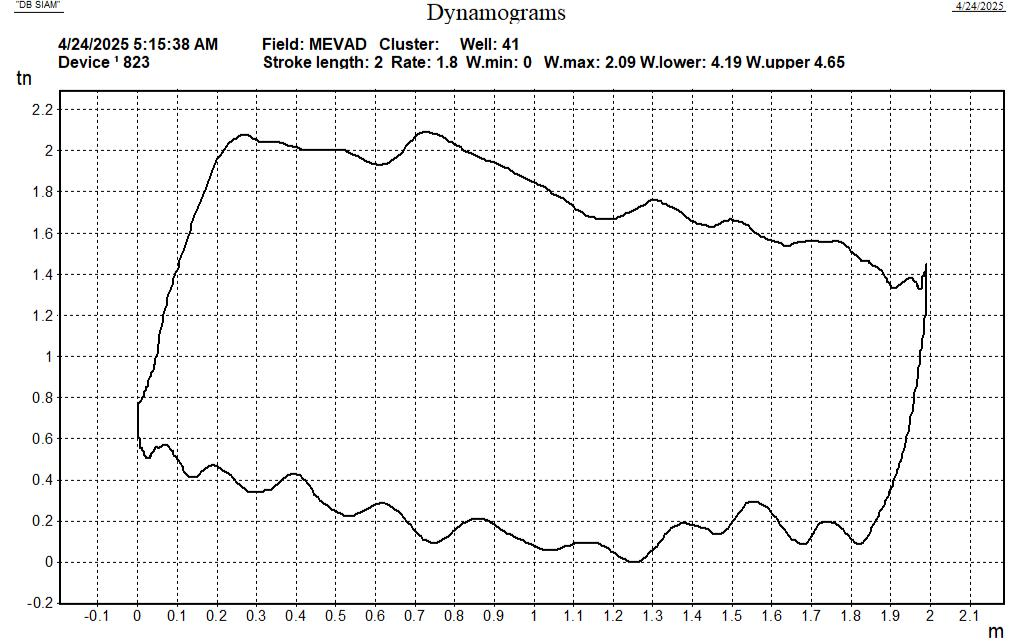 "DB SIAM"
4/24/2025
Dynamograms
4/24/2025 5:15:38 AM Field: MEVAD Cluster: Well: 41
Device ¹ 823 Stroke length: 2 Rate: 1.8 W.min: 0 W.max: 2.09 W.lower: 4.19 W.upper 4.65
tn
2.2
2
1.8
1.6
1.4
1.2
1
0.8
0.6
0.4
0.2
0
-0.2
-0.1 0 0.1 0.2 0.3 0.4 0.5 0.6 0.7 0.8 0.9 1 1.1 1.2 1.3 1.4 1.5 1.6 1.7 1.8 1.9 2 2.1
m